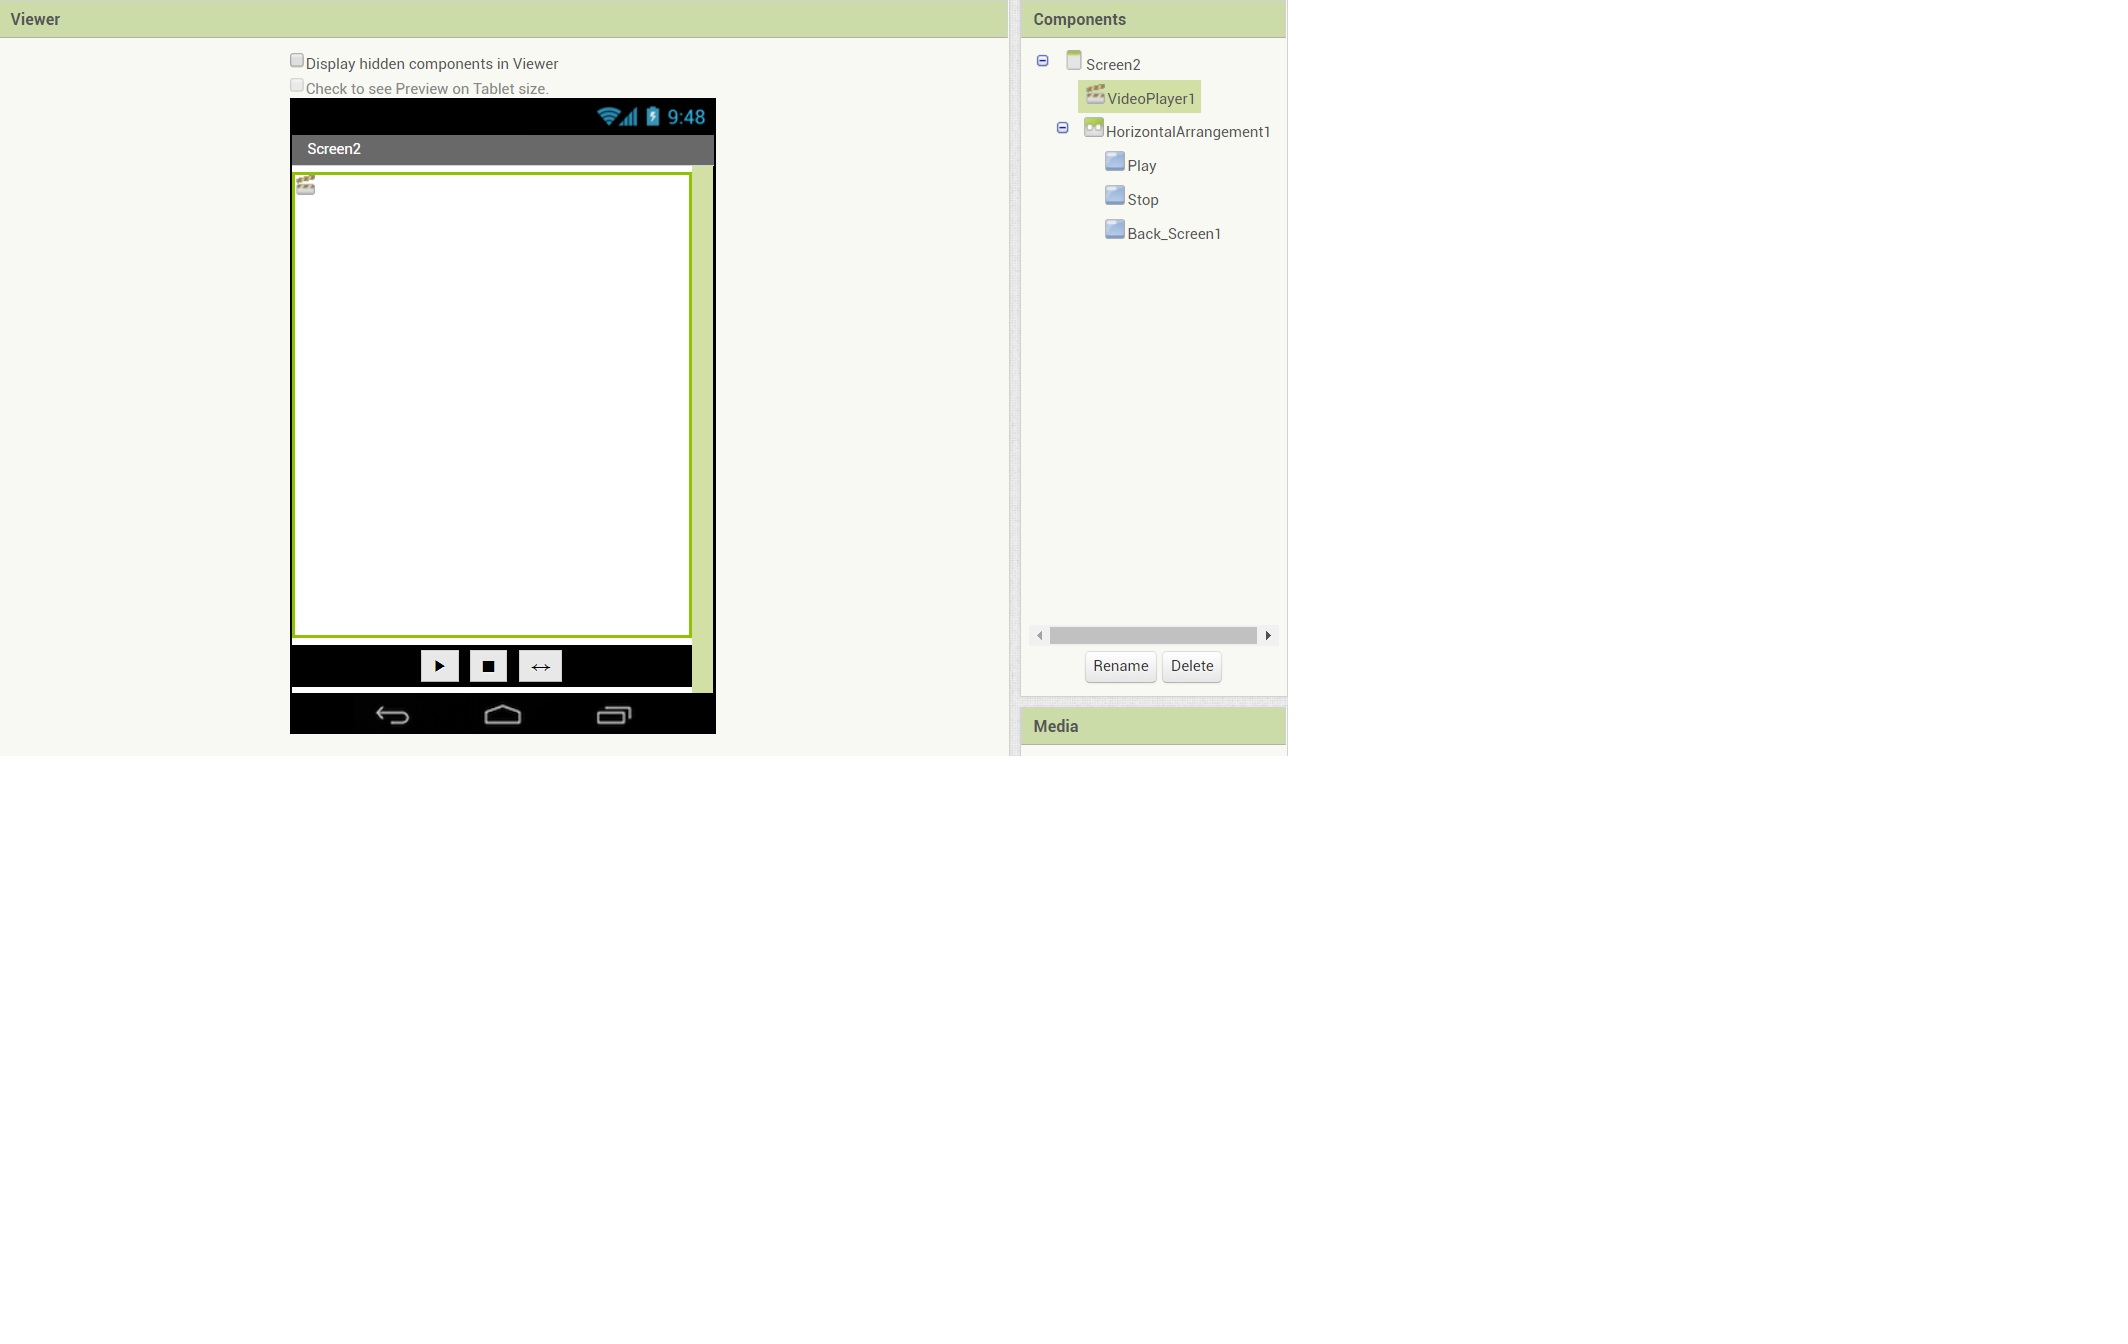 Viewer
Display hidden components in Viewer
Check to see Preview on Tablet size.
9:48
Screen2
Components
Screen2
VideoPlayer1
HorizontalArrangement1
Play
Stop
Back_Screen1
Rename Delete
Media